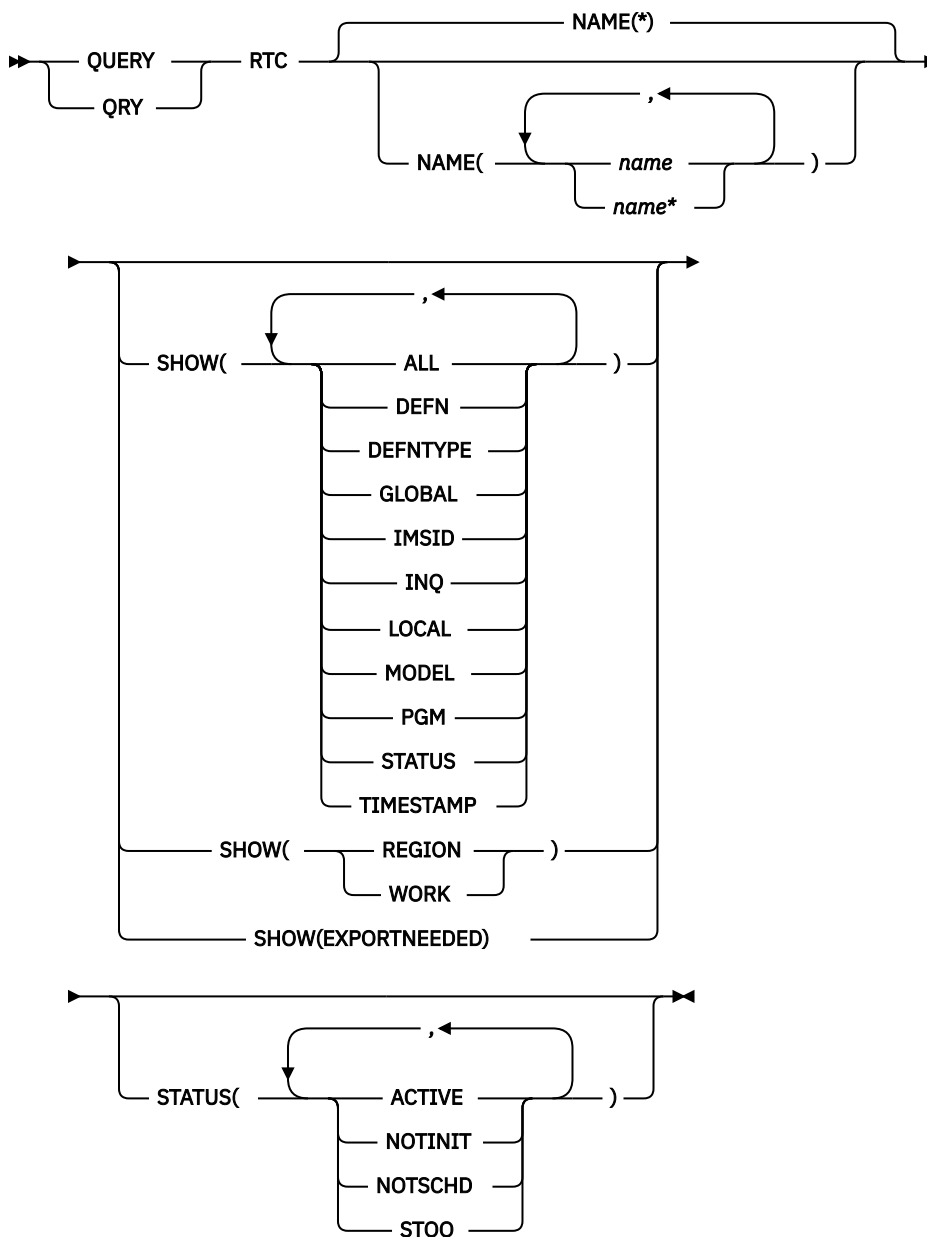 NAME(*)
QUERY RTC
QRY
,
NAME( name )
name*
,
SHOW( ALL )
DEFN
DEFNTYPE
GLOBAL
IMSID
INQ
LOCAL
MODEL
PGM
STATUS
TIMESTAMP
SHOW( REGION )
WORK
SHOW(EXPORTNEEDED)
,
STATUS( ACTIVE )
NOTINIT
NOTSCHD
STOO